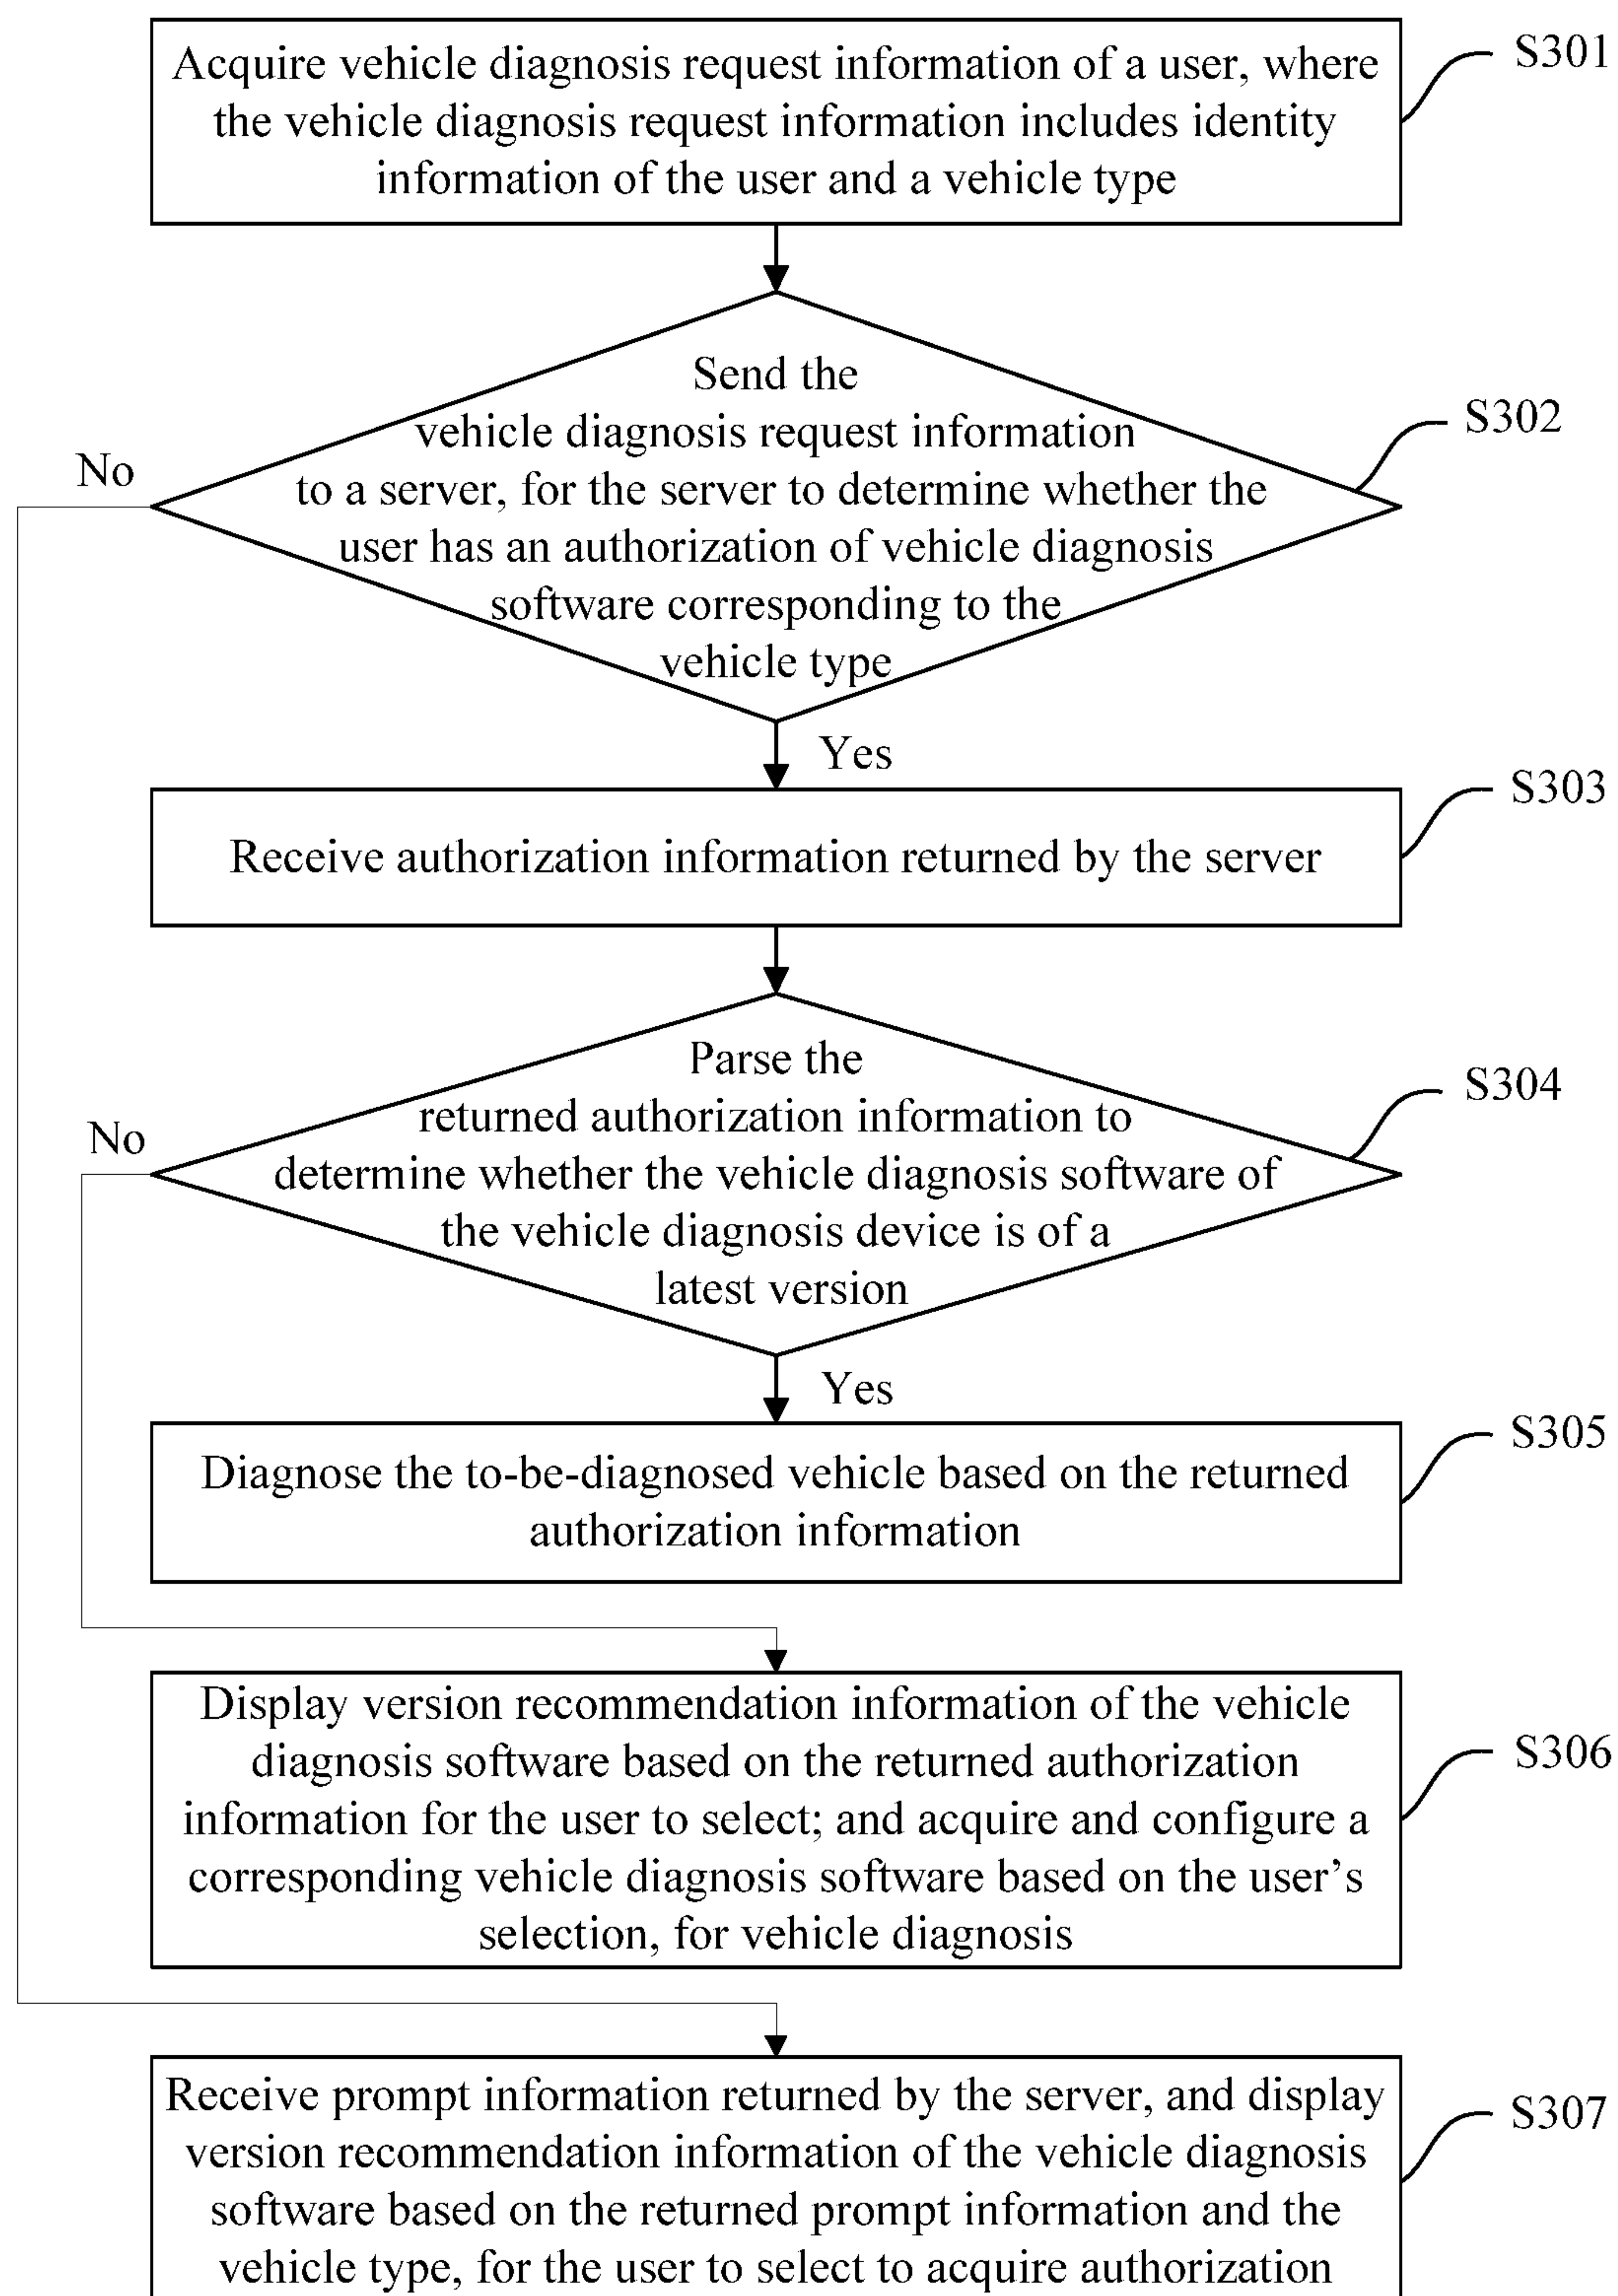 Acquire vehicle diagnosis request information of a user, where
the vehicle diagnosis request information includes identity
information of the user and a vehicle type
S301
Send the
vehicle diagnosis request information
to a server, for the server to determine whether the
user has an authorization of vehicle diagnosis
software corresponding to the
vehicle type
S302
No
Yes
Receive authorization information returned by the server
S303
Parse the
returned authorization information to
determine whether the vehicle diagnosis software of
the vehicle diagnosis device is of a
latest version
S304
No
Yes
Diagnose the to-be-diagnosed vehicle based on the returned
authorization information
S305
Display version recommendation information of the vehicle
diagnosis software based on the returned authorization
information for the user to select; and acquire and configure a
corresponding vehicle diagnosis software based on the user’s
selection, for vehicle diagnosis
S306
Receive prompt information returned by the server, and display
version recommendation information of the vehicle diagnosis
software based on the returned prompt information and the
vehicle type, for the user to select to acquire authorization
S307